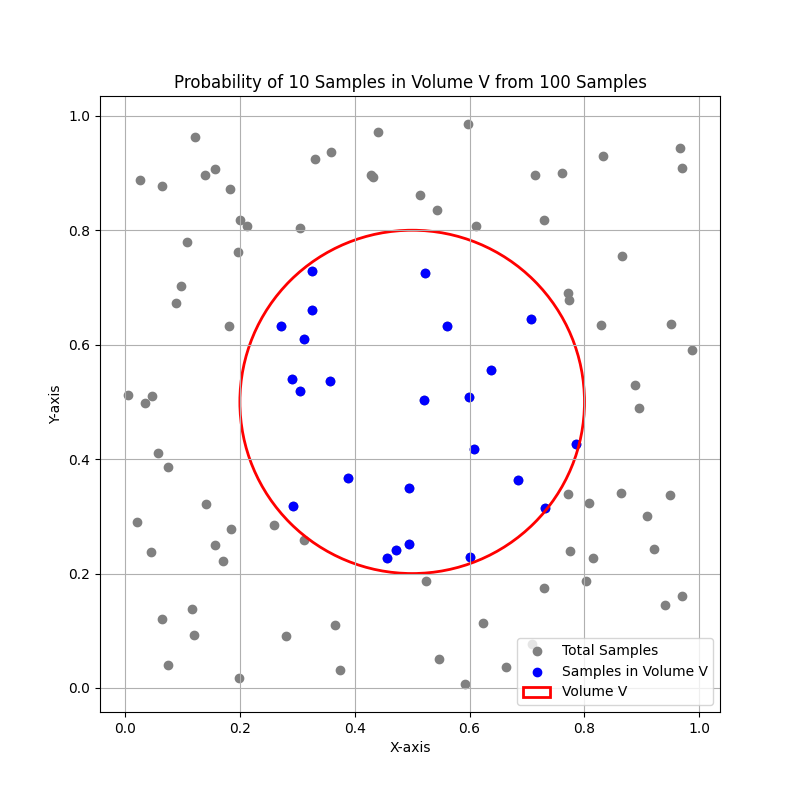 Probability of 10 Samples in Volume V from 100 Samples
1.0
0.8
0.6
0.4
0.2
0.0
Y-axis
0.0 0.2 0.4 0.6 0.8 1.0
X-axis
Total Samples
Samples in Volume V
Volume V